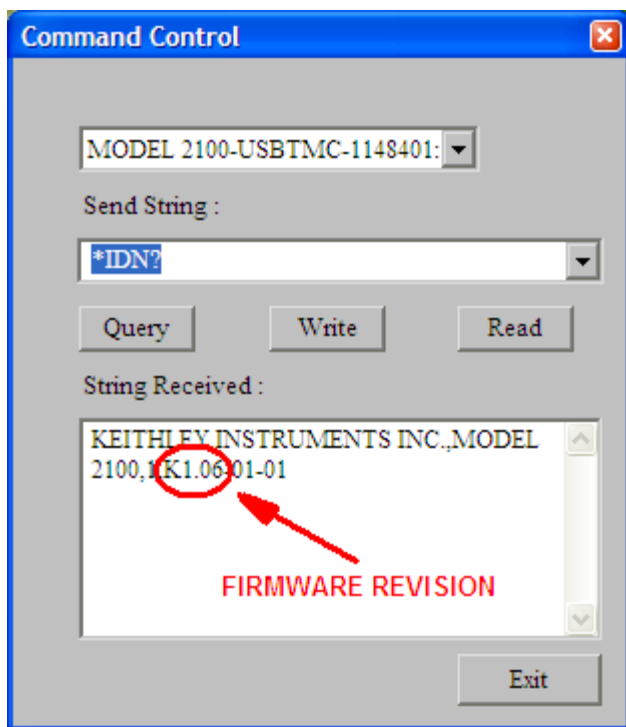 Command Control
MODEL 2100-USBTMC-1148401:
Send String :
*IDN?
Query Write Read
String Received :
KEITHLEY INSTRUMENTS INC.,MODEL
2100,1,K1.06-01-01
FIRMWARE REVISION
Exit